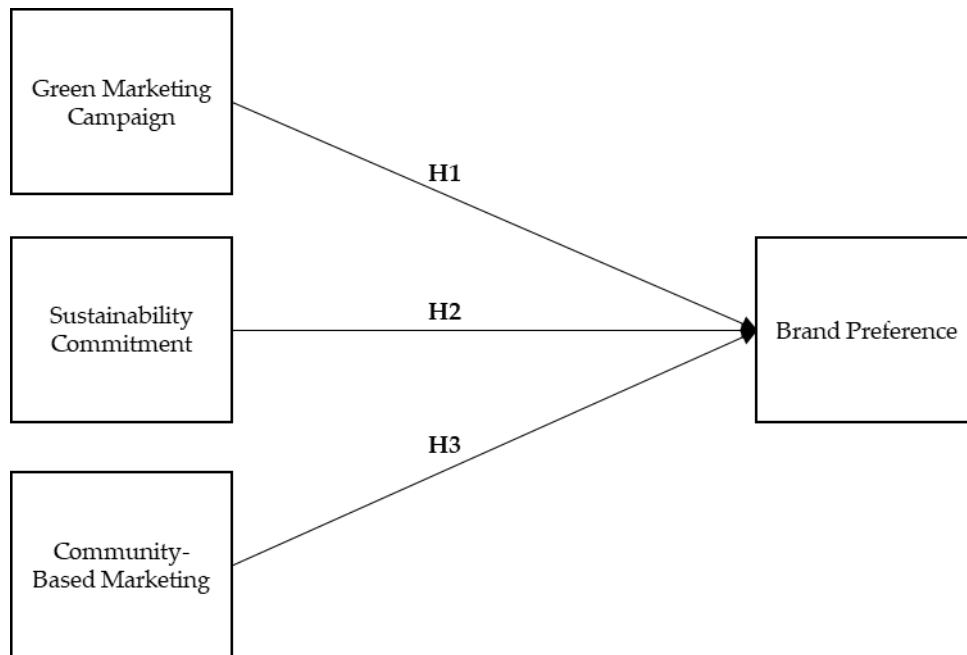 Green Marketing
Campaign
H1
Sustainability
Commitment
H2
Brand Preference
H3
Community-
Based Marketing